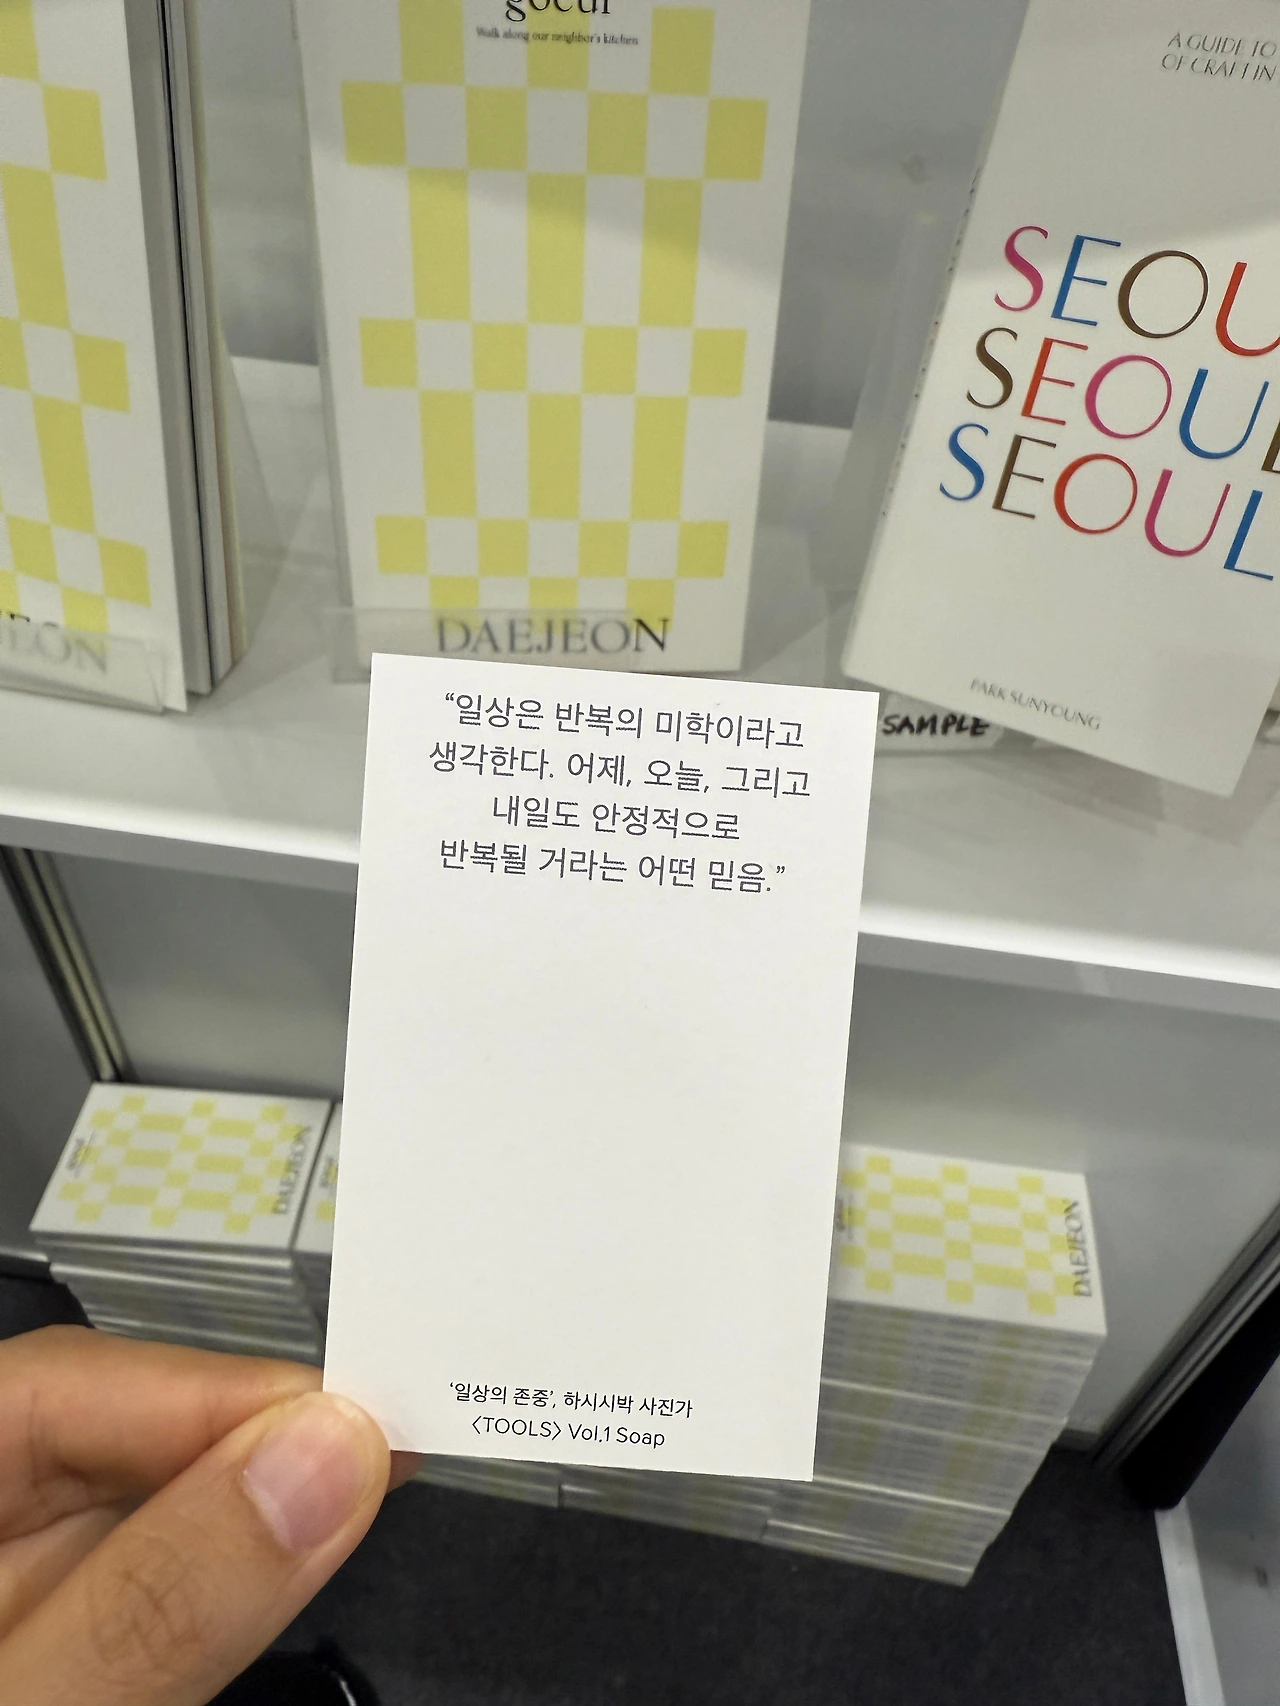 goeul
Walk along our neighbor's kitchen
DAEJEON
A GUIDE TO
OF CRAFT IN
SEOU
SEOUL
SEOUL
PARK SUNYOUNG
SAMPLE
“일상은 반복의 미학이라고
생각한다. 어제, 오늘, 그리고
내일도 안정적으로
반복될 거라는 어떤 믿음.”
‘일상의 존중’, 하시시박 사진가
〈TOOLS〉 Vol.1 Soap
DAEJEON
DAEJEON